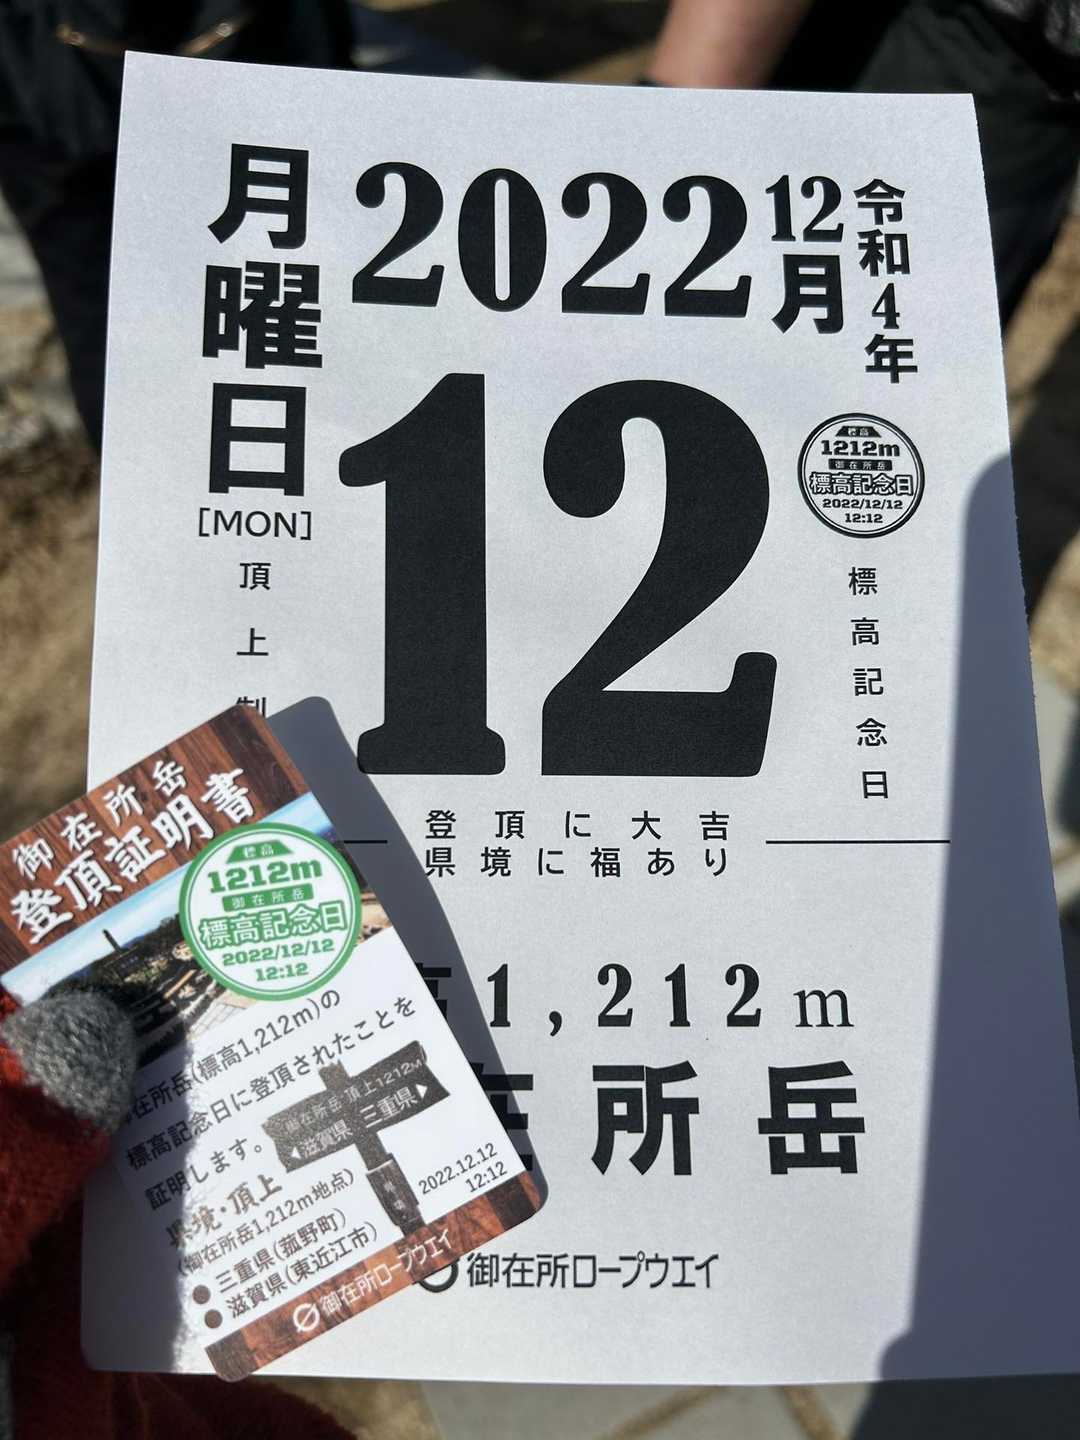 2022
12月
令和4年
月曜日
[MON]
頂上制
12
標高
1212m
御在所岳
標高記念日
2022/12/12
12:12
標高記念日
登頂に大吉
県境に福あり
高1,212m
在所岳
御在所ロープウエイ
御在所岳
登頂証明書
標高
1212m
御在所岳
標高記念日
2022/12/12
12:12
御在所岳(標高1,212m)の
標高記念日に登頂されたことを
証明します。
御在所岳 頂上1212M
三重県
滋賀県
2022.12.12
12:12
県境・頂上
(御在所岳1,212m地点)
● 三重県(菰野町)
● 滋賀県(東近江市)
御在所ロープウエイ